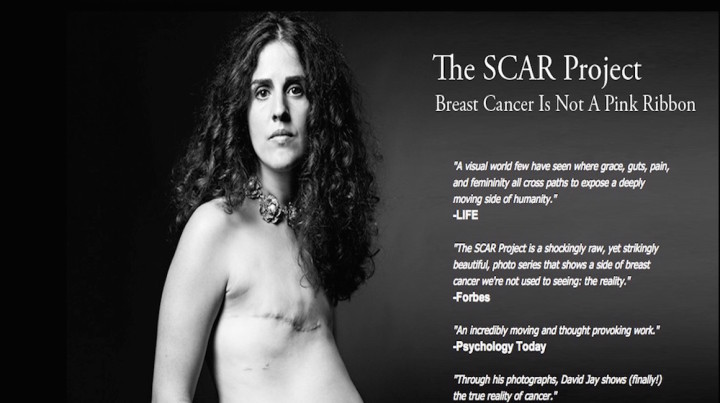 The SCAR Project
Breast Cancer Is Not A Pink Ribbon
"A visual world few have seen where grace, guts, pain,
and femininity all cross paths to expose a deeply
moving side of humanity."
-LIFE
"The SCAR Project is a shockingly raw, yet strikingly
beautiful, photo series that shows a side of breast
cancer we're not used to seeing: the reality."
-Forbes
"An incredibly moving and thought provoking work."
-Psychology Today
"Through his photographs, David Jay shows (finally!)
the true reality of cancer."